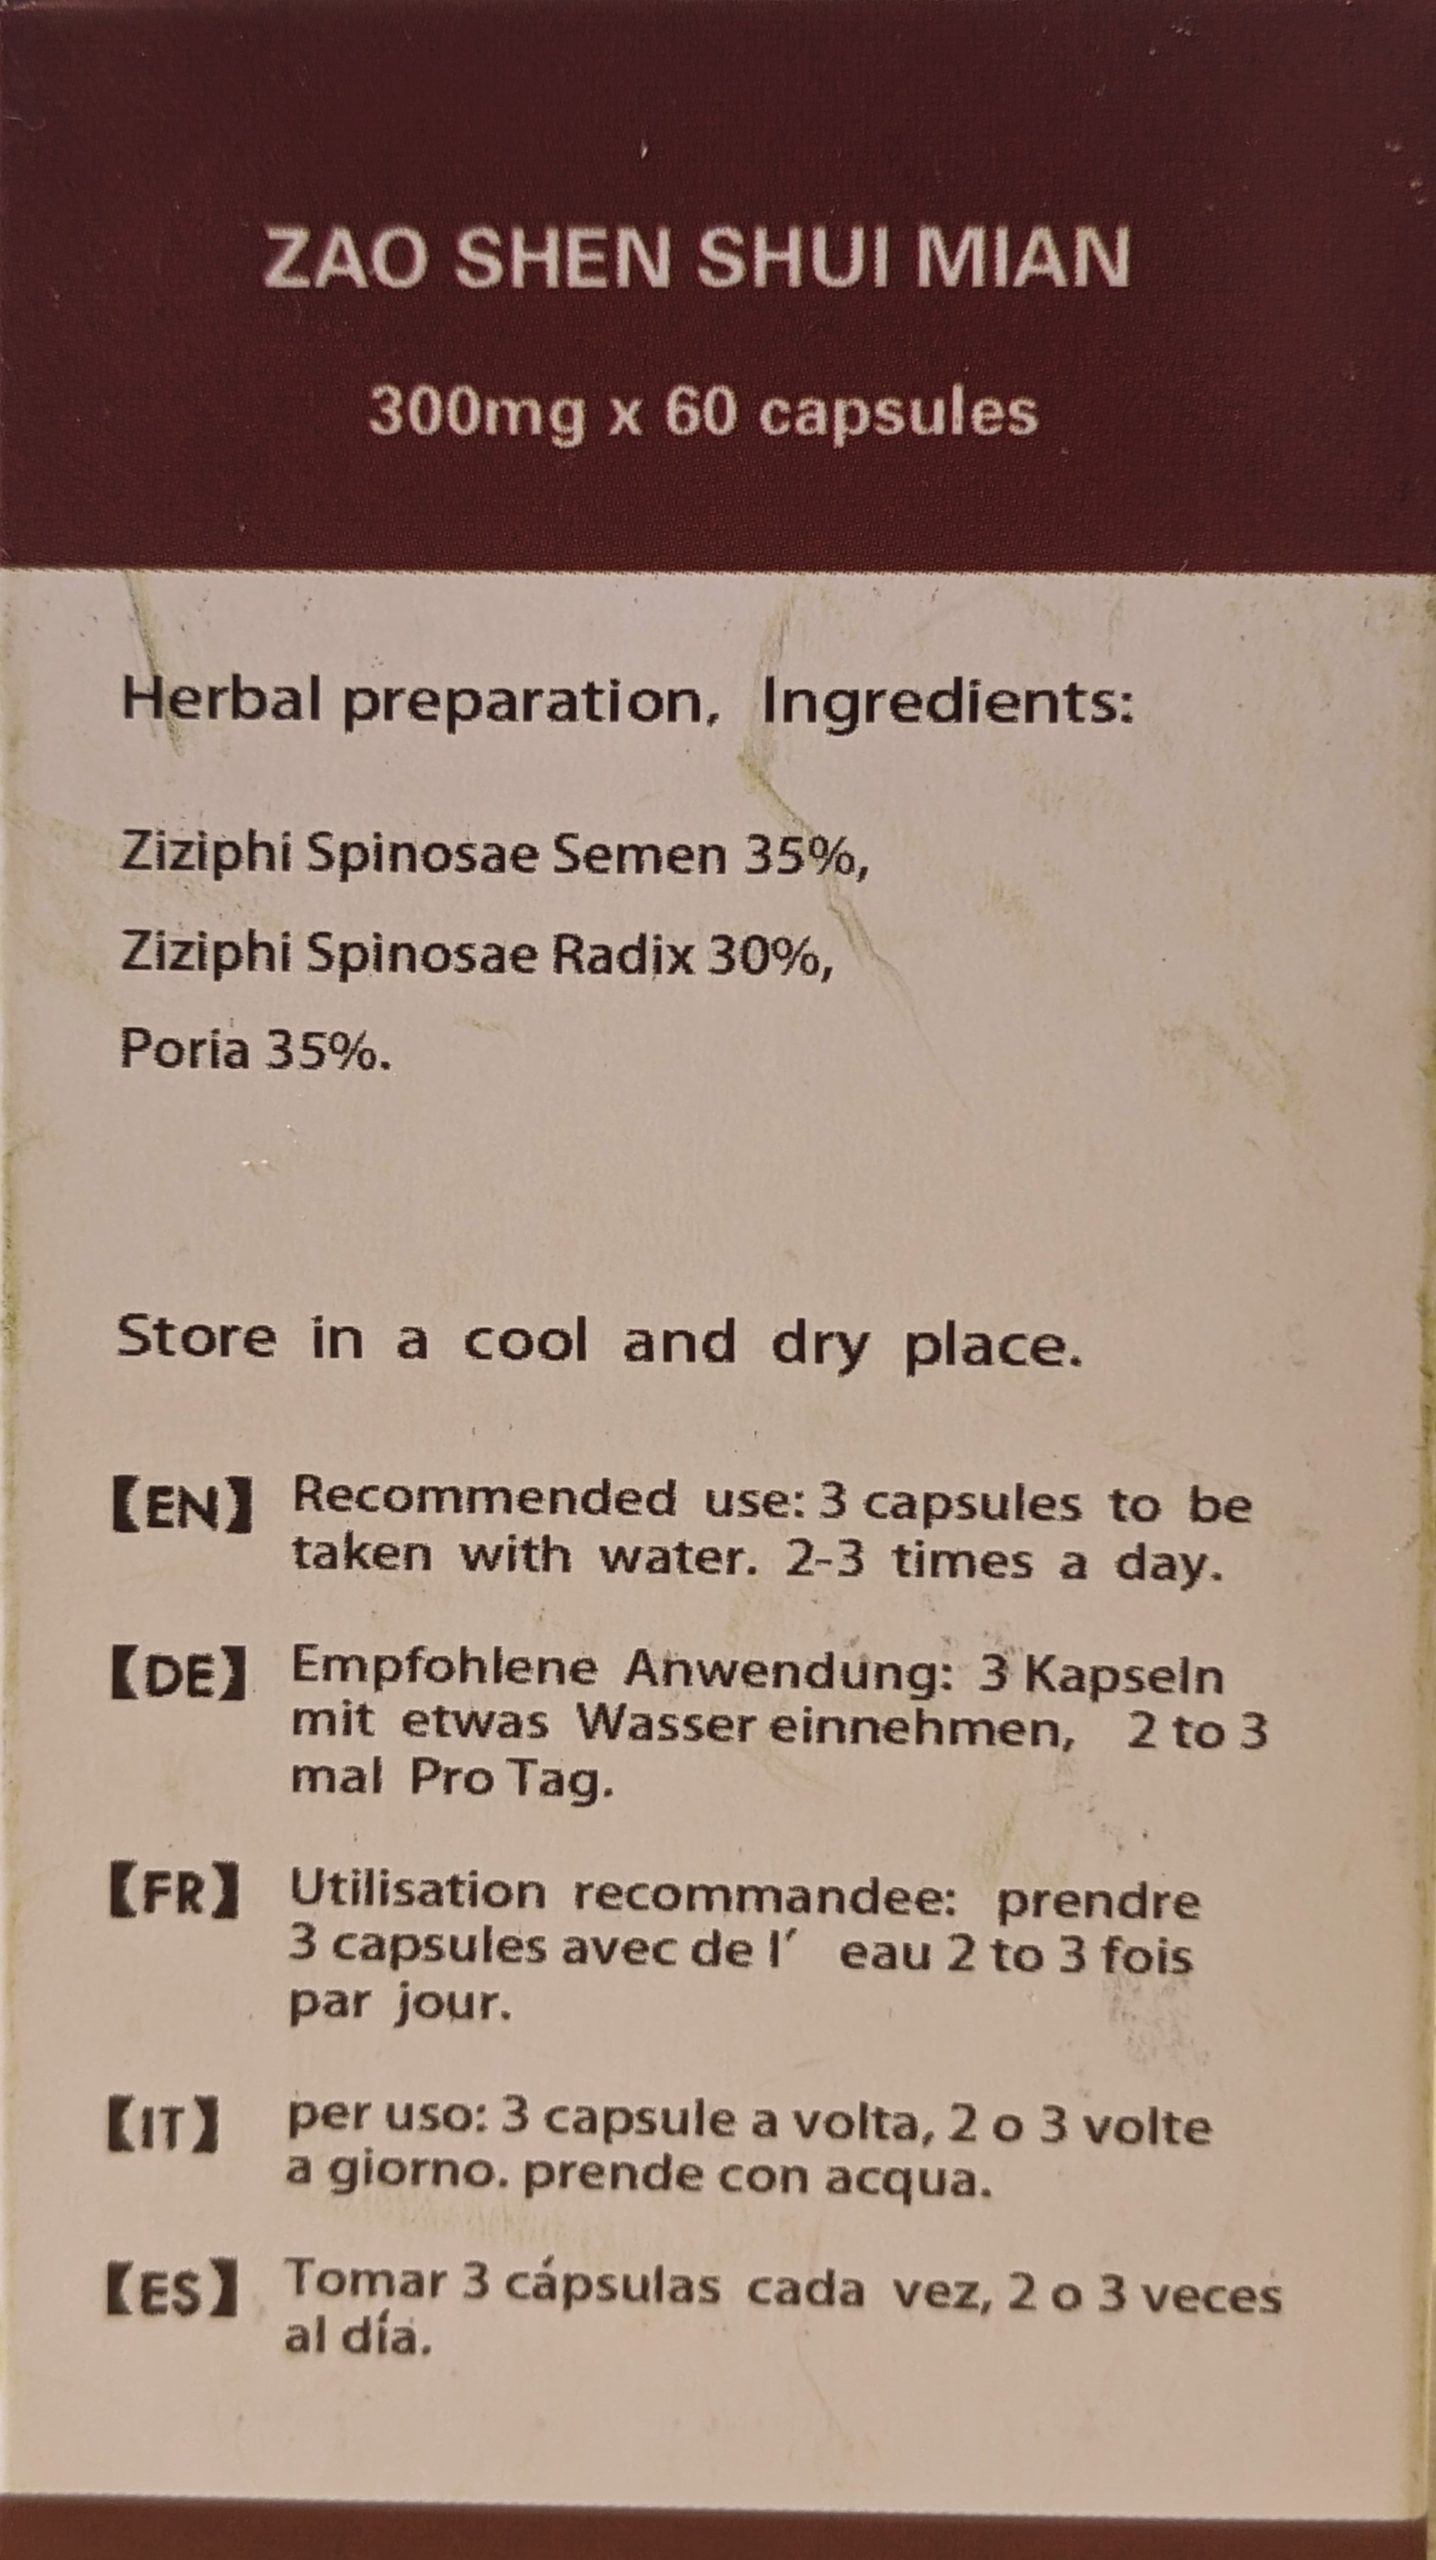 ZAO SHEN SHUI MIAN
300mg x 60 capsules
Herbal preparation, Ingredients:
Ziziphi Spinosae Semen 35%,
Ziziphi Spinosae Radix 30%,
Poria 35%.
Store in a cool and dry place.
【EN】 Recommended use: 3 capsules to be
taken with water. 2-3 times a day.
【DE】 Empfohlene Anwendung: 3 Kapseln
mit etwas Wasser einnehmen, 2 to 3
mal Pro Tag.
【FR】 Utilisation recommandee: prendre
3 capsules avec de l′ eau 2 to 3 fois
par jour.
【IT】 per uso: 3 capsule a volta, 2 o 3 volte
a giorno. prende con acqua.
【ES】 Tomar 3 cápsulas cada vez, 2 o 3 veces
al día.